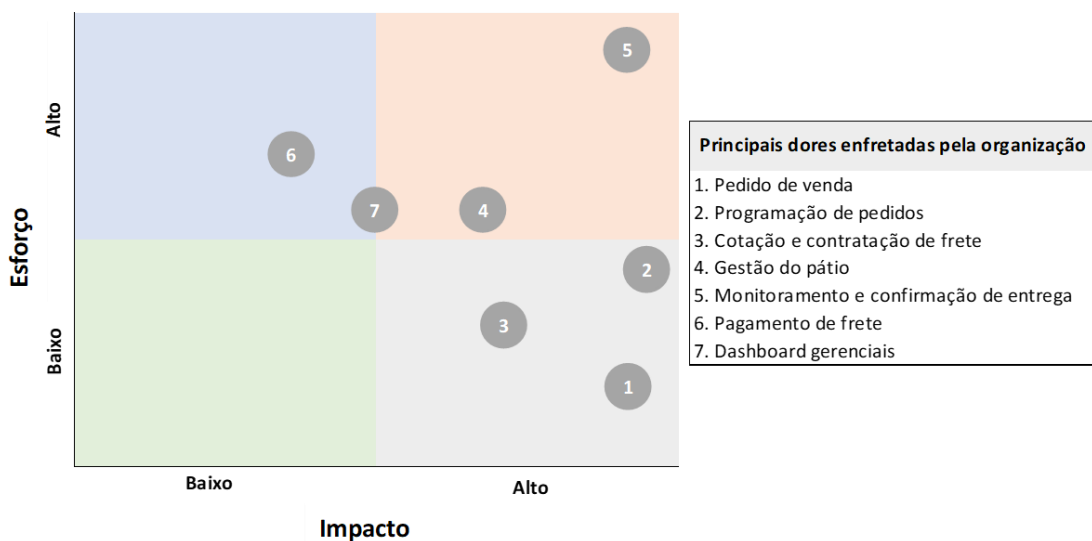 Alto
5
6
7
4
Esforço
2
Baixo
3
1
Baixo
Alto
Impacto
Principais dores enfretadas pela organização
1. Pedido de venda
2. Programação de pedidos
3. Cotação e contratação de frete
4. Gestão do pátio
5. Monitoramento e confirmação de entrega
6. Pagamento de frete
7. Dashboard gerenciais